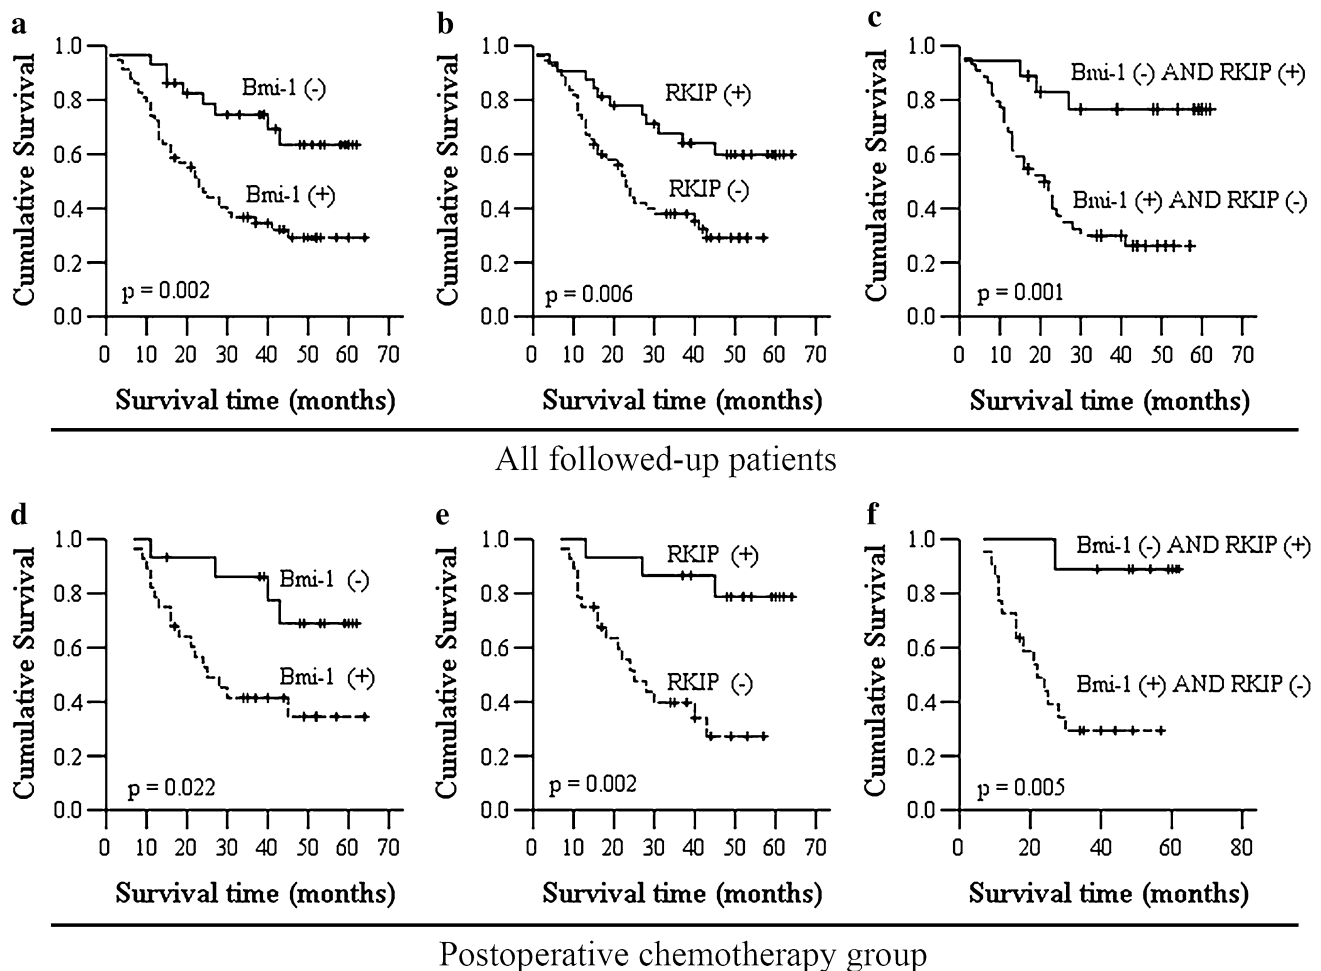 a
b
c
Cumulative Survival
1.0
0.8
0.6
0.4
0.2
0.0
Bmi-1 (-)
Bmi-1 (+)
p = 0.002
0 10 20 30 40 50 60 70
Survival time (months)
Cumulative Survival
1.0
0.8
0.6
0.4
0.2
0.0
RKIP (+)
RKIP (-)
p = 0.006
0 10 20 30 40 50 60 70
Survival time (months)
Cumulative Survival
1.0
0.8
0.6
0.4
0.2
0.0
Bmi-1 (-) AND RKIP (+)
Bmi-1 (+) AND RKIP (-)
p = 0.001
0 10 20 30 40 50 60 70
Survival time (months)
All followed-up patients
d
e
f
Cumulative Survival
1.0
0.8
0.6
0.4
0.2
0.0
Bmi-1 (-)
Bmi-1 (+)
p = 0.022
0 10 20 30 40 50 60 70
Survival time (months)
Cumulative Survival
1.0
0.8
0.6
0.4
0.2
0.0
RKIP (+)
RKIP (-)
p = 0.002
0 10 20 30 40 50 60 70
Survival time (months)
Cumulative Survival
1.0
0.8
0.6
0.4
0.2
0.0
Bmi-1 (-) AND RKIP (+)
Bmi-1 (+) AND RKIP (-)
p = 0.005
0 20 40 60 80
Survival time (months)
Postoperative chemotherapy group